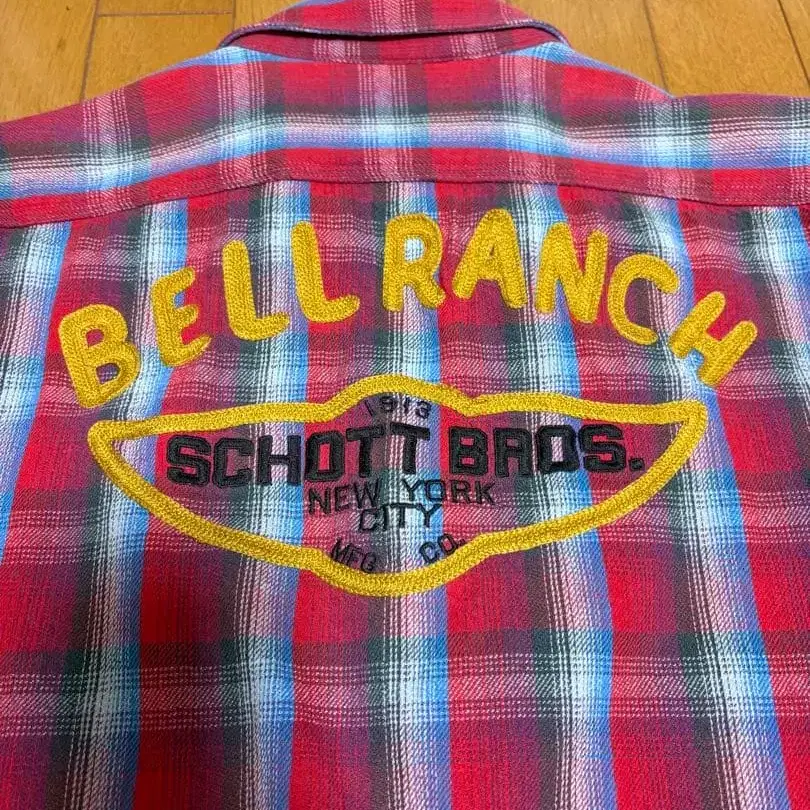 BELL RANCH
1913
SCHOTT BROS.
NEW YORK
CITY
MFG CO.